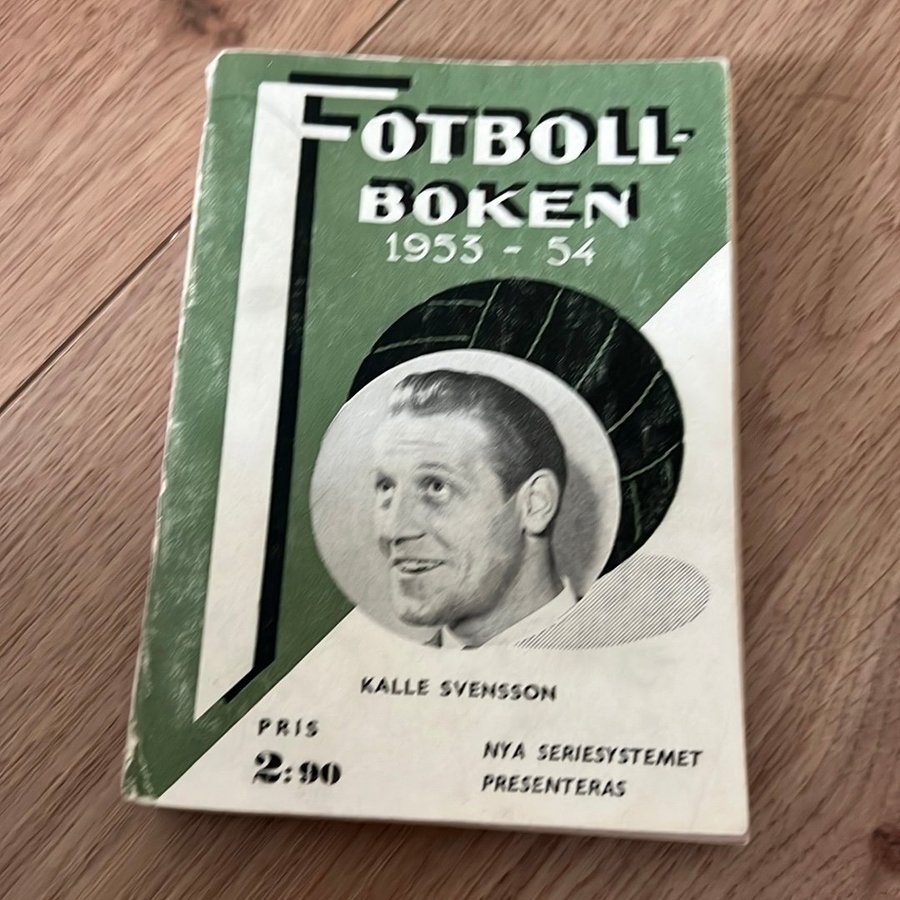 FOTBOLL-
BOKEN
1953 - 54
KALLE SVENSSON
PRIS
2:90
NYA SERIESYSTEMET
PRESENTERAS